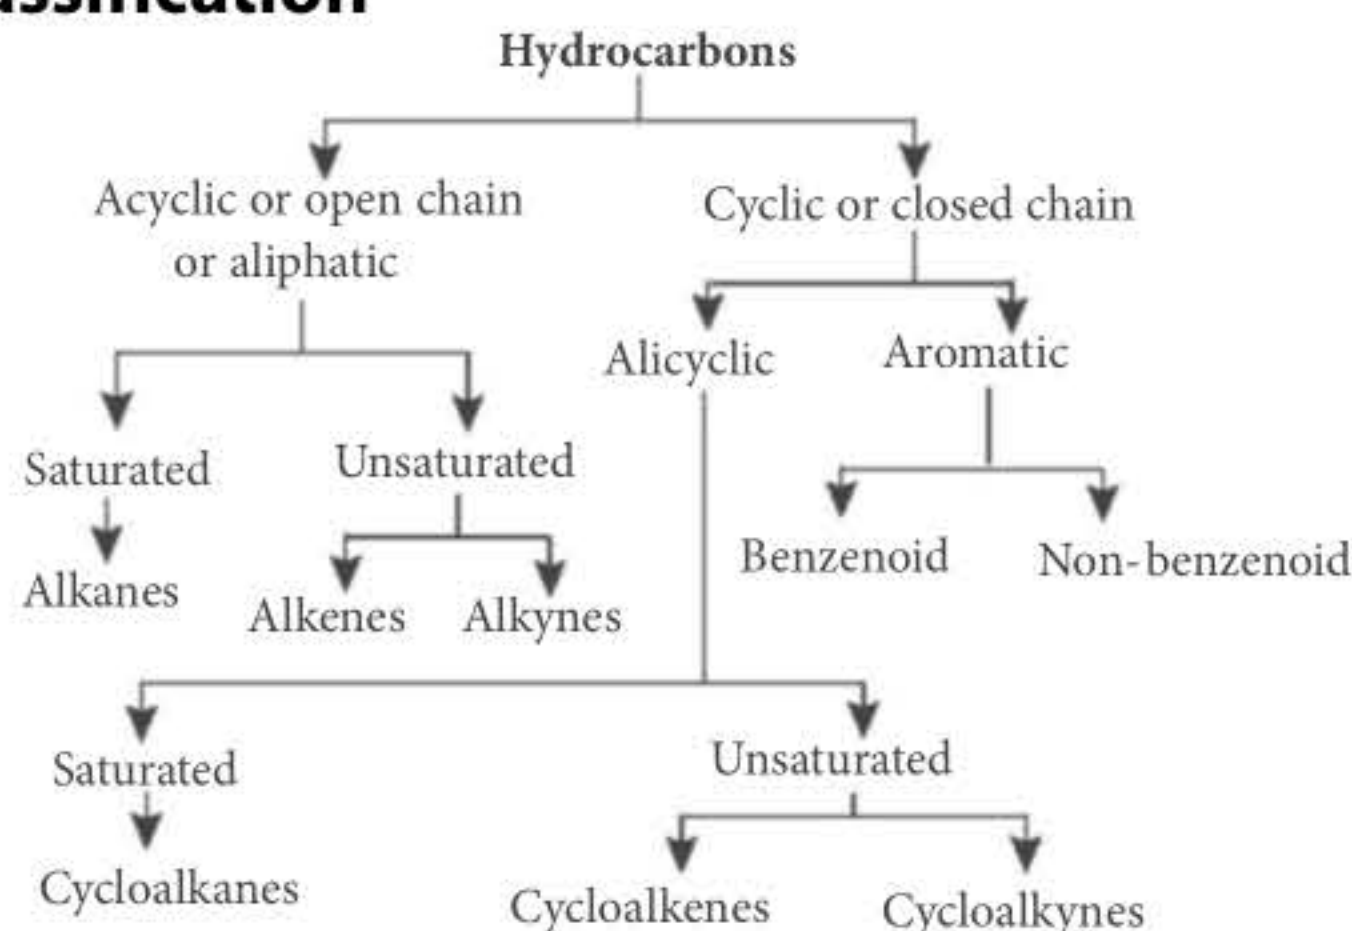 Hydrocarbons
Acyclic or open chain
or aliphatic
Cyclic or closed chain
Alicyclic
Aromatic
Saturated
Unsaturated
Benzenoid
Non-benzenoid
Alkanes
Alkenes
Alkynes
Saturated
Unsaturated
Cycloalkanes
Cycloalkenes
Cycloalkynes